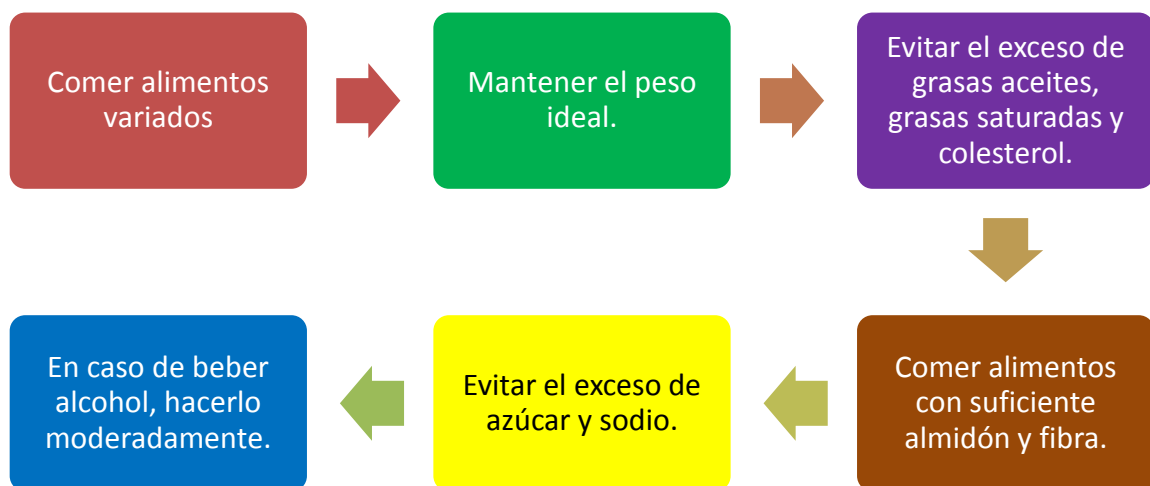 Comer alimentos
variados
Mantener el peso
ideal.
Evitar el exceso de
grasas aceites,
grasas saturadas y
colesterol.
Comer alimentos
con suficiente
almidón y fibra.
Evitar el exceso de
azúcar y sodio.
En caso de beber
alcohol, hacerlo
moderadamente.